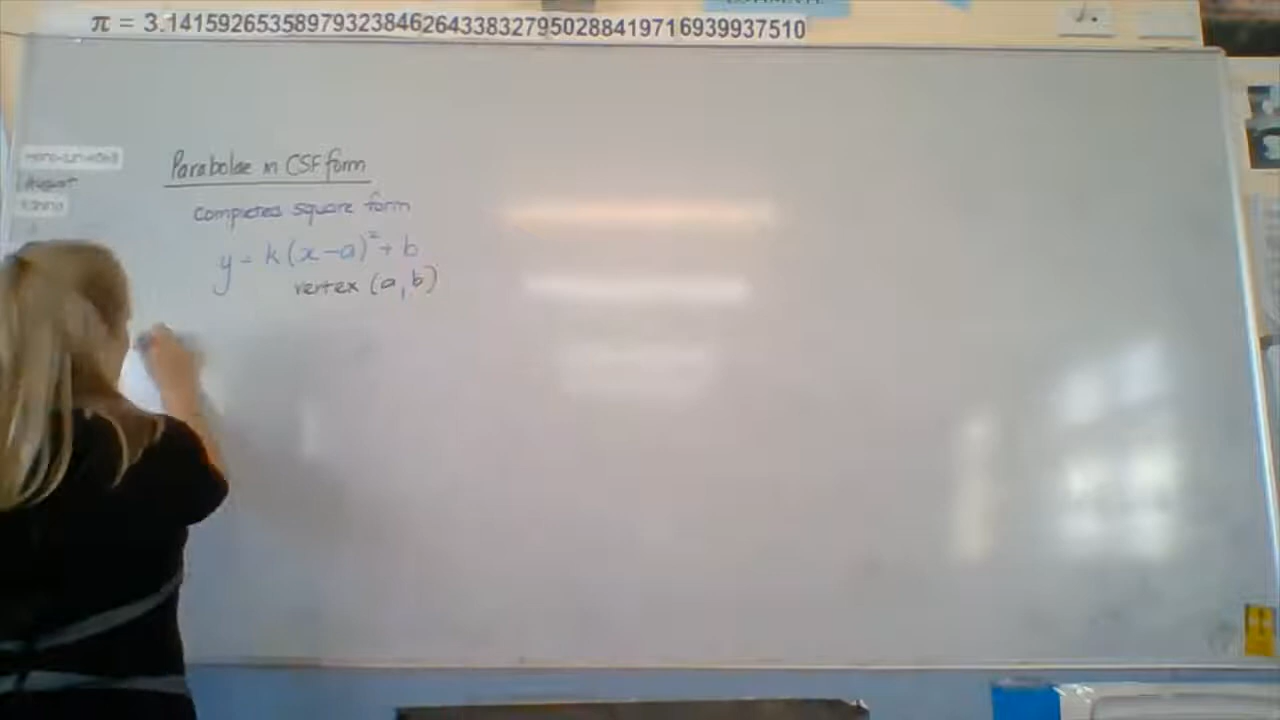 π = 3.14159265358979323846264338327950288419716939937510
Parabolae in CSF form
completed square form
y = k(x-a)² + b
vertex (a, b)